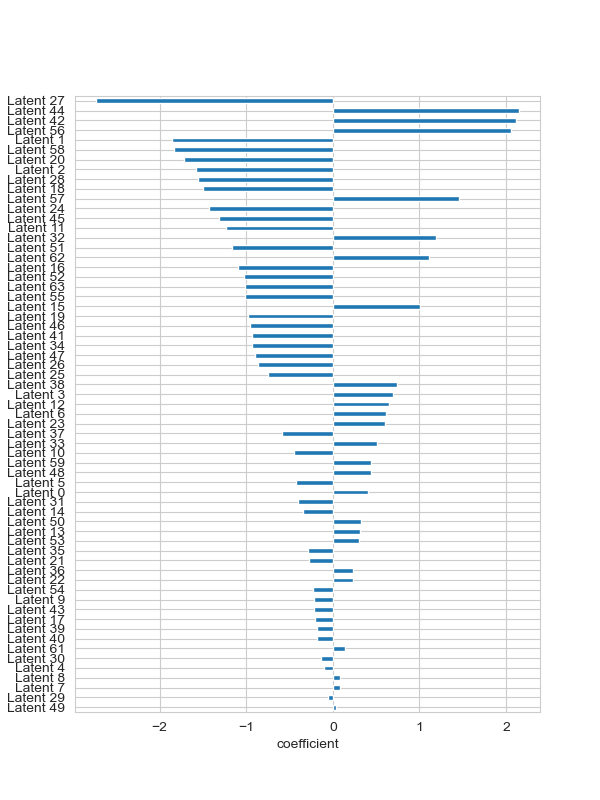 Latent 27
Latent 44
Latent 42
Latent 56
Latent 1
Latent 58
Latent 20
Latent 2
Latent 28
Latent 18
Latent 57
Latent 24
Latent 45
Latent 11
Latent 32
Latent 51
Latent 62
Latent 16
Latent 52
Latent 63
Latent 55
Latent 15
Latent 19
Latent 46
Latent 41
Latent 34
Latent 47
Latent 26
Latent 25
Latent 38
Latent 3
Latent 12
Latent 6
Latent 23
Latent 37
Latent 33
Latent 10
Latent 59
Latent 48
Latent 5
Latent 0
Latent 31
Latent 14
Latent 50
Latent 13
Latent 53
Latent 35
Latent 21
Latent 36
Latent 22
Latent 54
Latent 9
Latent 43
Latent 17
Latent 39
Latent 40
Latent 61
Latent 30
Latent 4
Latent 8
Latent 7
Latent 29
Latent 49
−2 −1 0 1 2
coefficient